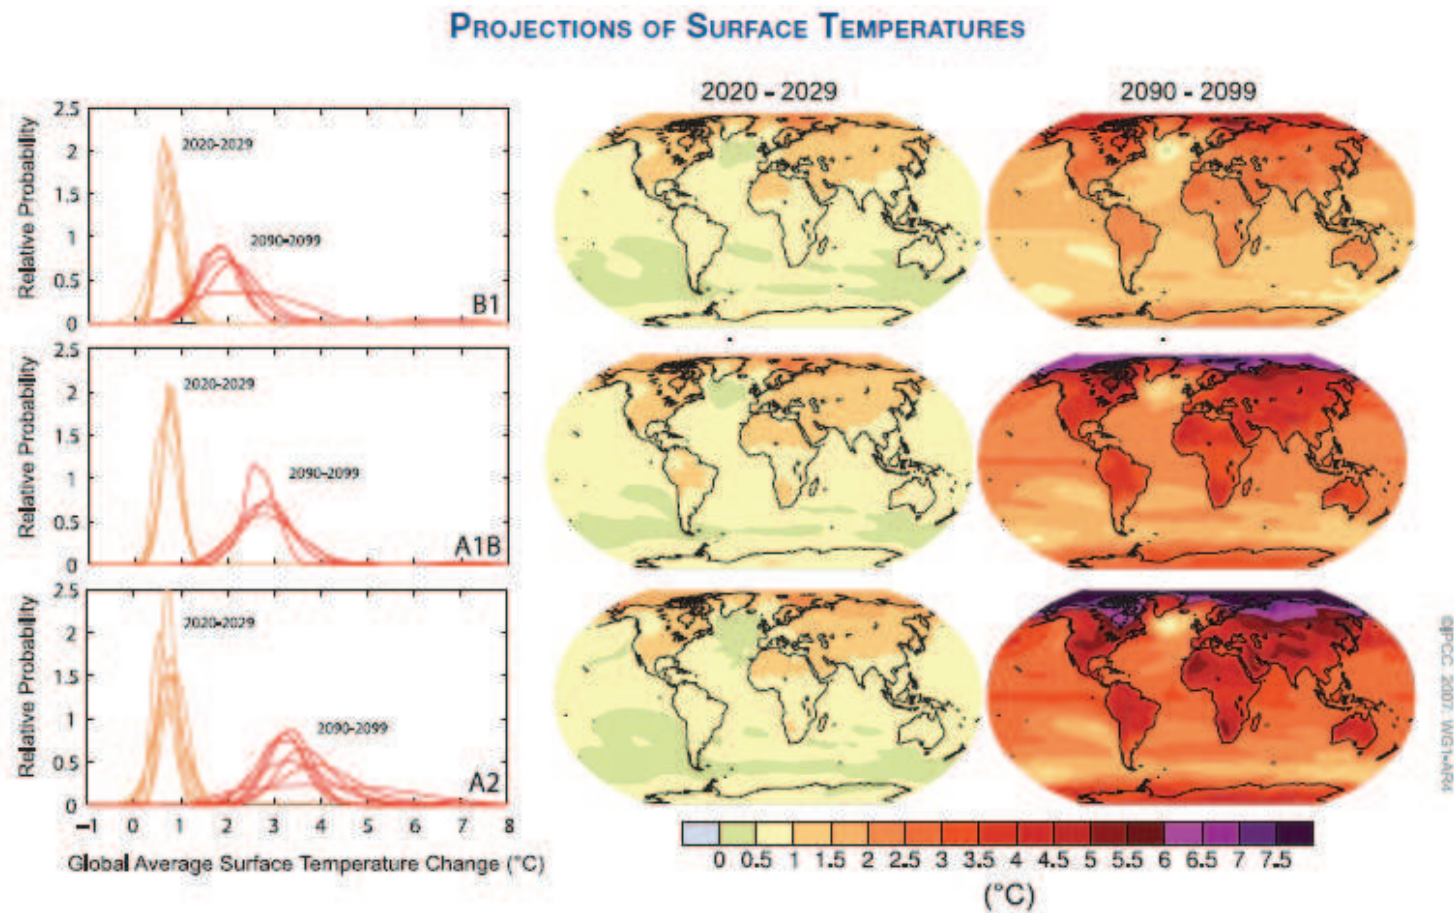 PROJECTIONS OF SURFACE TEMPERATURES
2020 - 2029
2090 - 2099
Relative Probability
2.5
2
1.5
1
0.5
0
2020-2029
2090-2099
B1
Relative Probability
2.5
2
1.5
1
0.5
0
2020-2029
2090-2099
A1B
Relative Probability
2.5
2
1.5
1
0.5
0
2020-2029
2090-2099
A2
-1 0 1 2 3 4 5 6 7 8
Global Average Surface Temperature Change (°C)
0 0.5 1 1.5 2 2.5 3 3.5 4 4.5 5 5.5 6 6.5 7 7.5
(°C)
©IPCC 2007: WG1-AR4